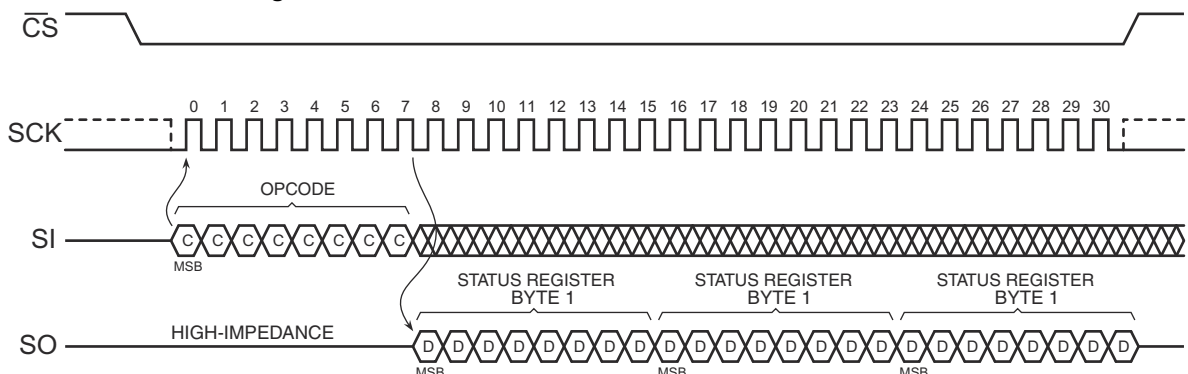 CS
0 1 2 3 4 5 6 7 8 9 10 11 12 13 14 15 16 17 18 19 20 21 22 23 24 25 26 27 28 29 30
SCK
OPCODE
SI C C C C C C C C
MSB
STATUS REGISTER BYTE 1
STATUS REGISTER BYTE 1
STATUS REGISTER BYTE 1
HIGH-IMPEDANCE
SO D D D D D D D D D D D D D D D D D D D D D D D D
MSB MSB MSB